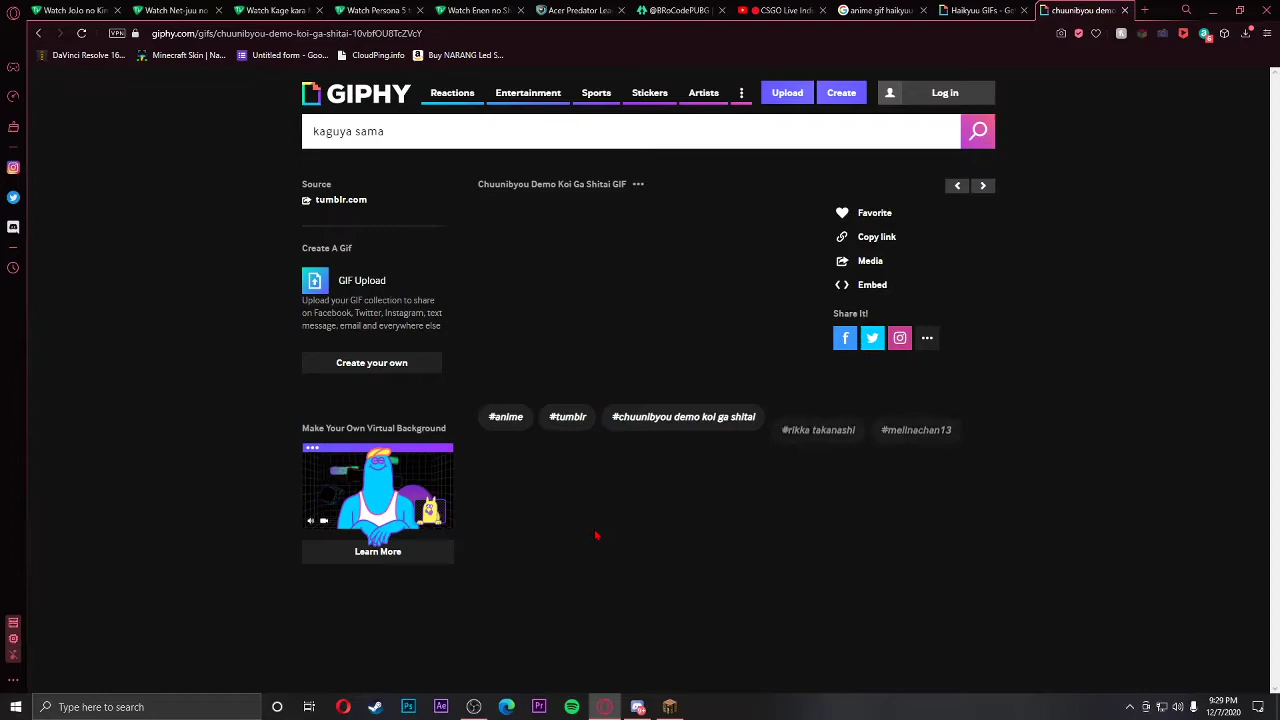 Watch JoJo no Kin
Watch Net-juu no
Watch Kage kara
Watch Persona 5 t
Watch Enen no Sh
Acer Predator Lea
@BRoCodePUBG
CSGO Live Indi
anime gif haikyuu
Haikyu GIFs - Ge
chuunibyou demo
VPN giphy.com/gifs/chuunibyou-demo-koi-ga-shitai-10vbfOU8TcZVcY
DaVinci Resolve 16...
Minecraft Skin | Na...
Untitled form - Goo...
CloudPing.info
Buy NARANG Led S...
GIPHY Reactions Entertainment Sports Stickers Artists Upload Create Log in
kaguya sama
Source
tumblr.com
Chuunibyou Demo Koi Ga Shitai GIF
Favorite
Copy link
Media
Embed
Share It!
Create A Gif
GIF Upload
Upload your GIF collection to share
on Facebook, Twitter, Instagram, text
message, email and everywhere else
Create your own
#anime #tumblr #chuunibyou demo koi ga shitai #rikka takanashi #melinachan13
Make Your Own Virtual Background
Learn More
Type here to search
Ps Ae Pr
9:29 PM
12/7/2020